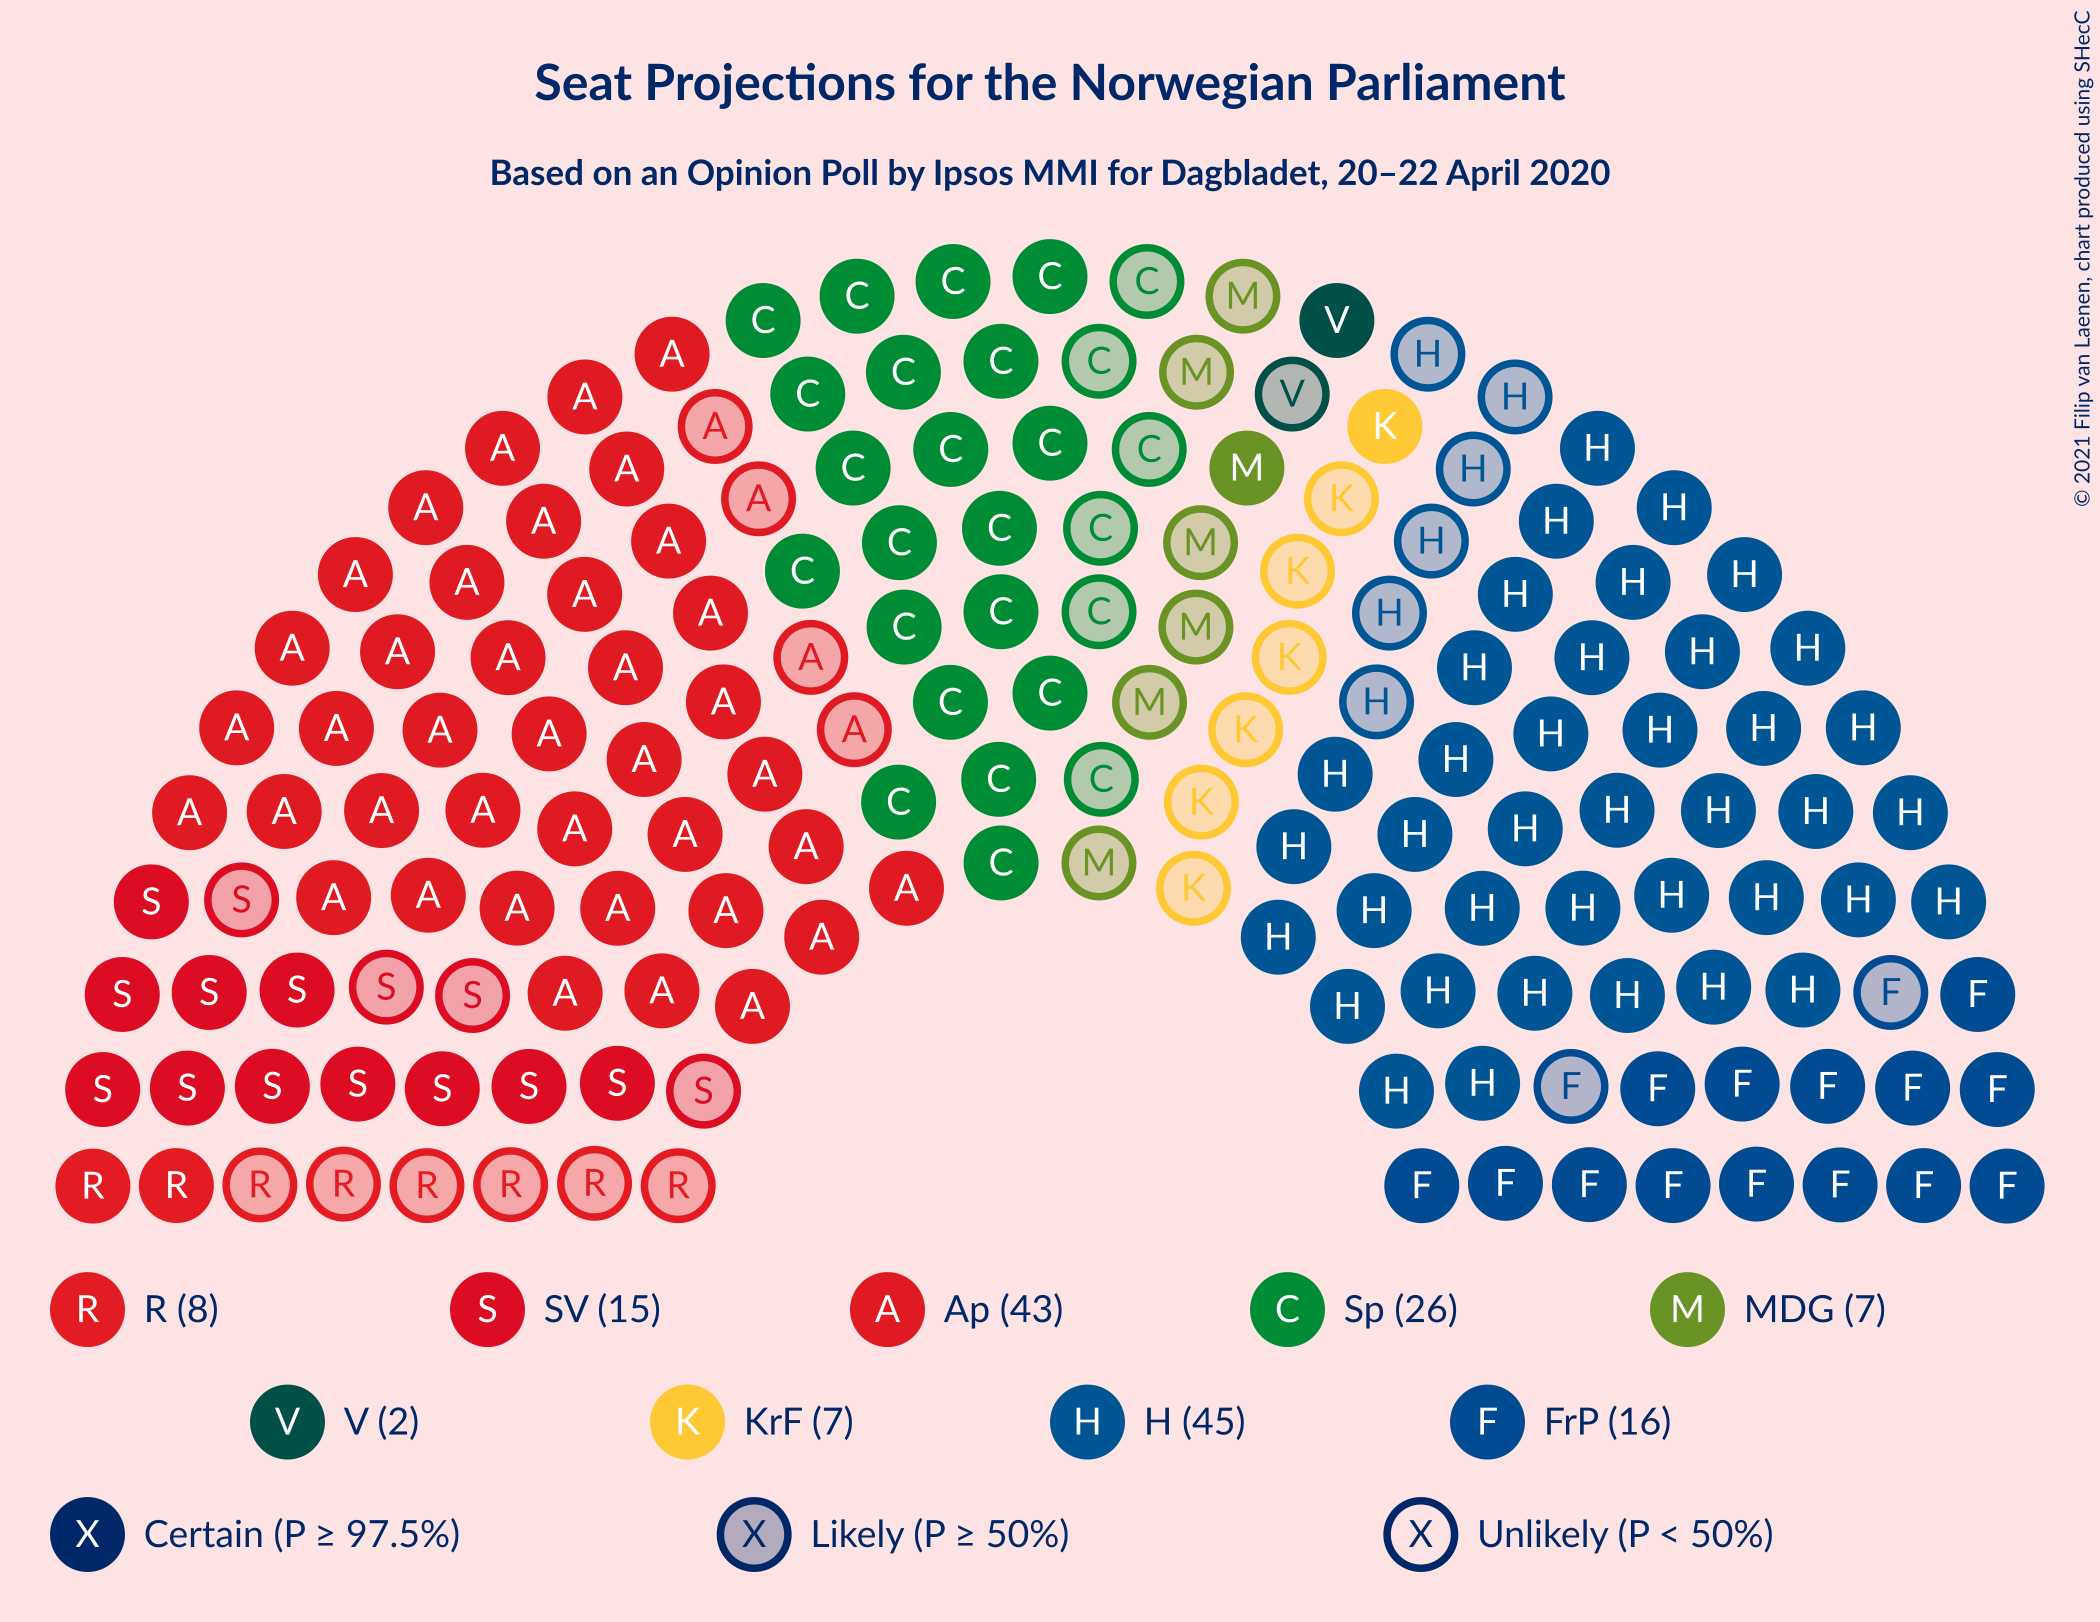 © 2021 Filip van Laenen, chart produced using SHecC
Seat Projections for the Norwegian Parliament
Based on an Opinion Poll by Ipsos MMI for Dagbladet, 20–22 April 2020
C C C C C M V
A C C C C M V K H H
A A A C C C C M K H H
A A A A C C C M K H H H
A A A A C C C M K H H H H
A A A A A A C C M K H H H H H
A A A A A A A C C C K H H H H H H
A A A A A A A C M K H H H H H H H
S S A A A A A A H H H H H H H H
S S S S S A A A H H H H H H F F
S S S S S S S S H H F F F F F F
R R R R R R R R F F F F F F F F
R R (8) S SV (15) A Ap (43) C Sp (26) M MDG (7)
V V (2) K KrF (7) H H (45) F FrP (16)
X Certain (P ≥ 97.5%) X Likely (P ≥ 50%) X Unlikely (P < 50%)